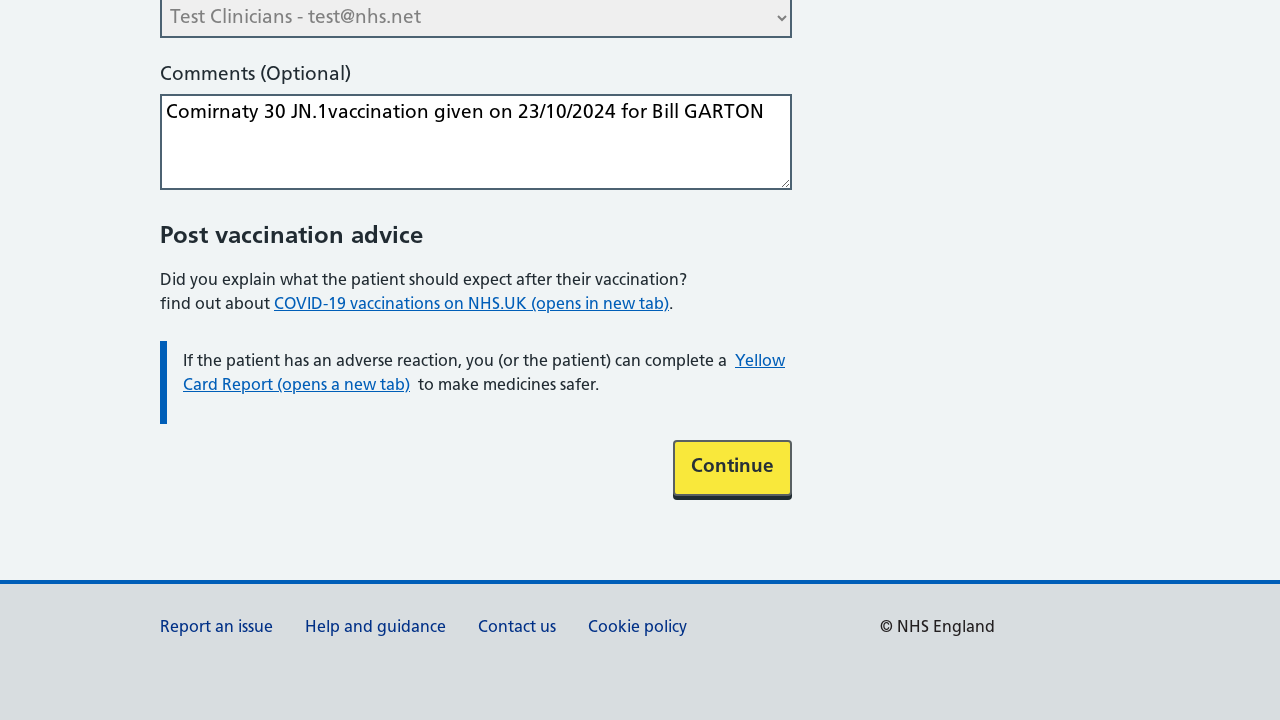 Test Clinicians - test@nhs.net
Comments (Optional)
Comirnaty 30 JN.1vaccination given on 23/10/2024 for Bill GARTON
Post vaccination advice
Did you explain what the patient should expect after their vaccination?
find out about COVID-19 vaccinations on NHS.UK (opens in new tab).
If the patient has an adverse reaction, you (or the patient) can complete a Yellow
Card Report (opens a new tab) to make medicines safer.
Continue
Report an issue Help and guidance Contact us Cookie policy © NHS England